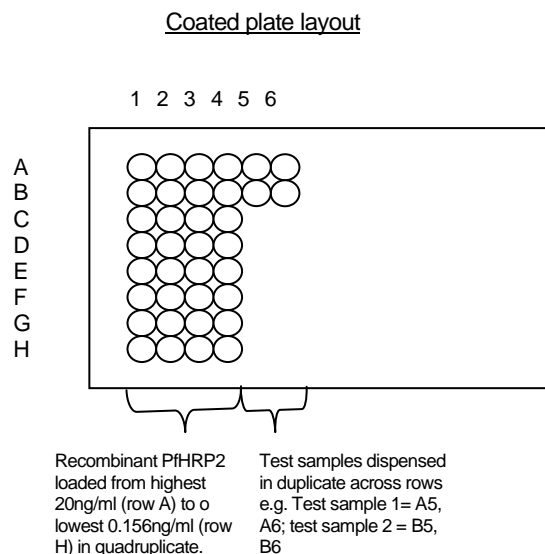 Coated plate layout
1 2 3 4 5 6
A
B
C
D
E
F
G
H
Recombinant PfHRP2
loaded from highest
20ng/ml (row A) to o
lowest 0.156ng/ml (row
H) in quadruplicate.
Test samples dispensed
in duplicate across rows
e.g. Test sample 1= A5,
A6; test sample 2 = B5,
B6